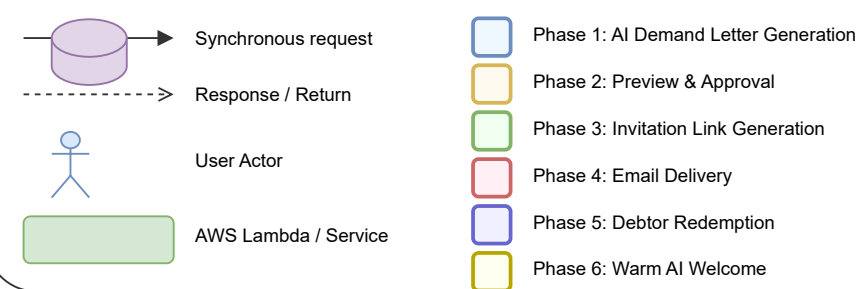 Synchronous request
Response / Return
User Actor
AWS Lambda / Service
Phase 1: AI Demand Letter Generation
Phase 2: Preview & Approval
Phase 3: Invitation Link Generation
Phase 4: Email Delivery
Phase 5: Debtor Redemption
Phase 6: Warm AI Welcome